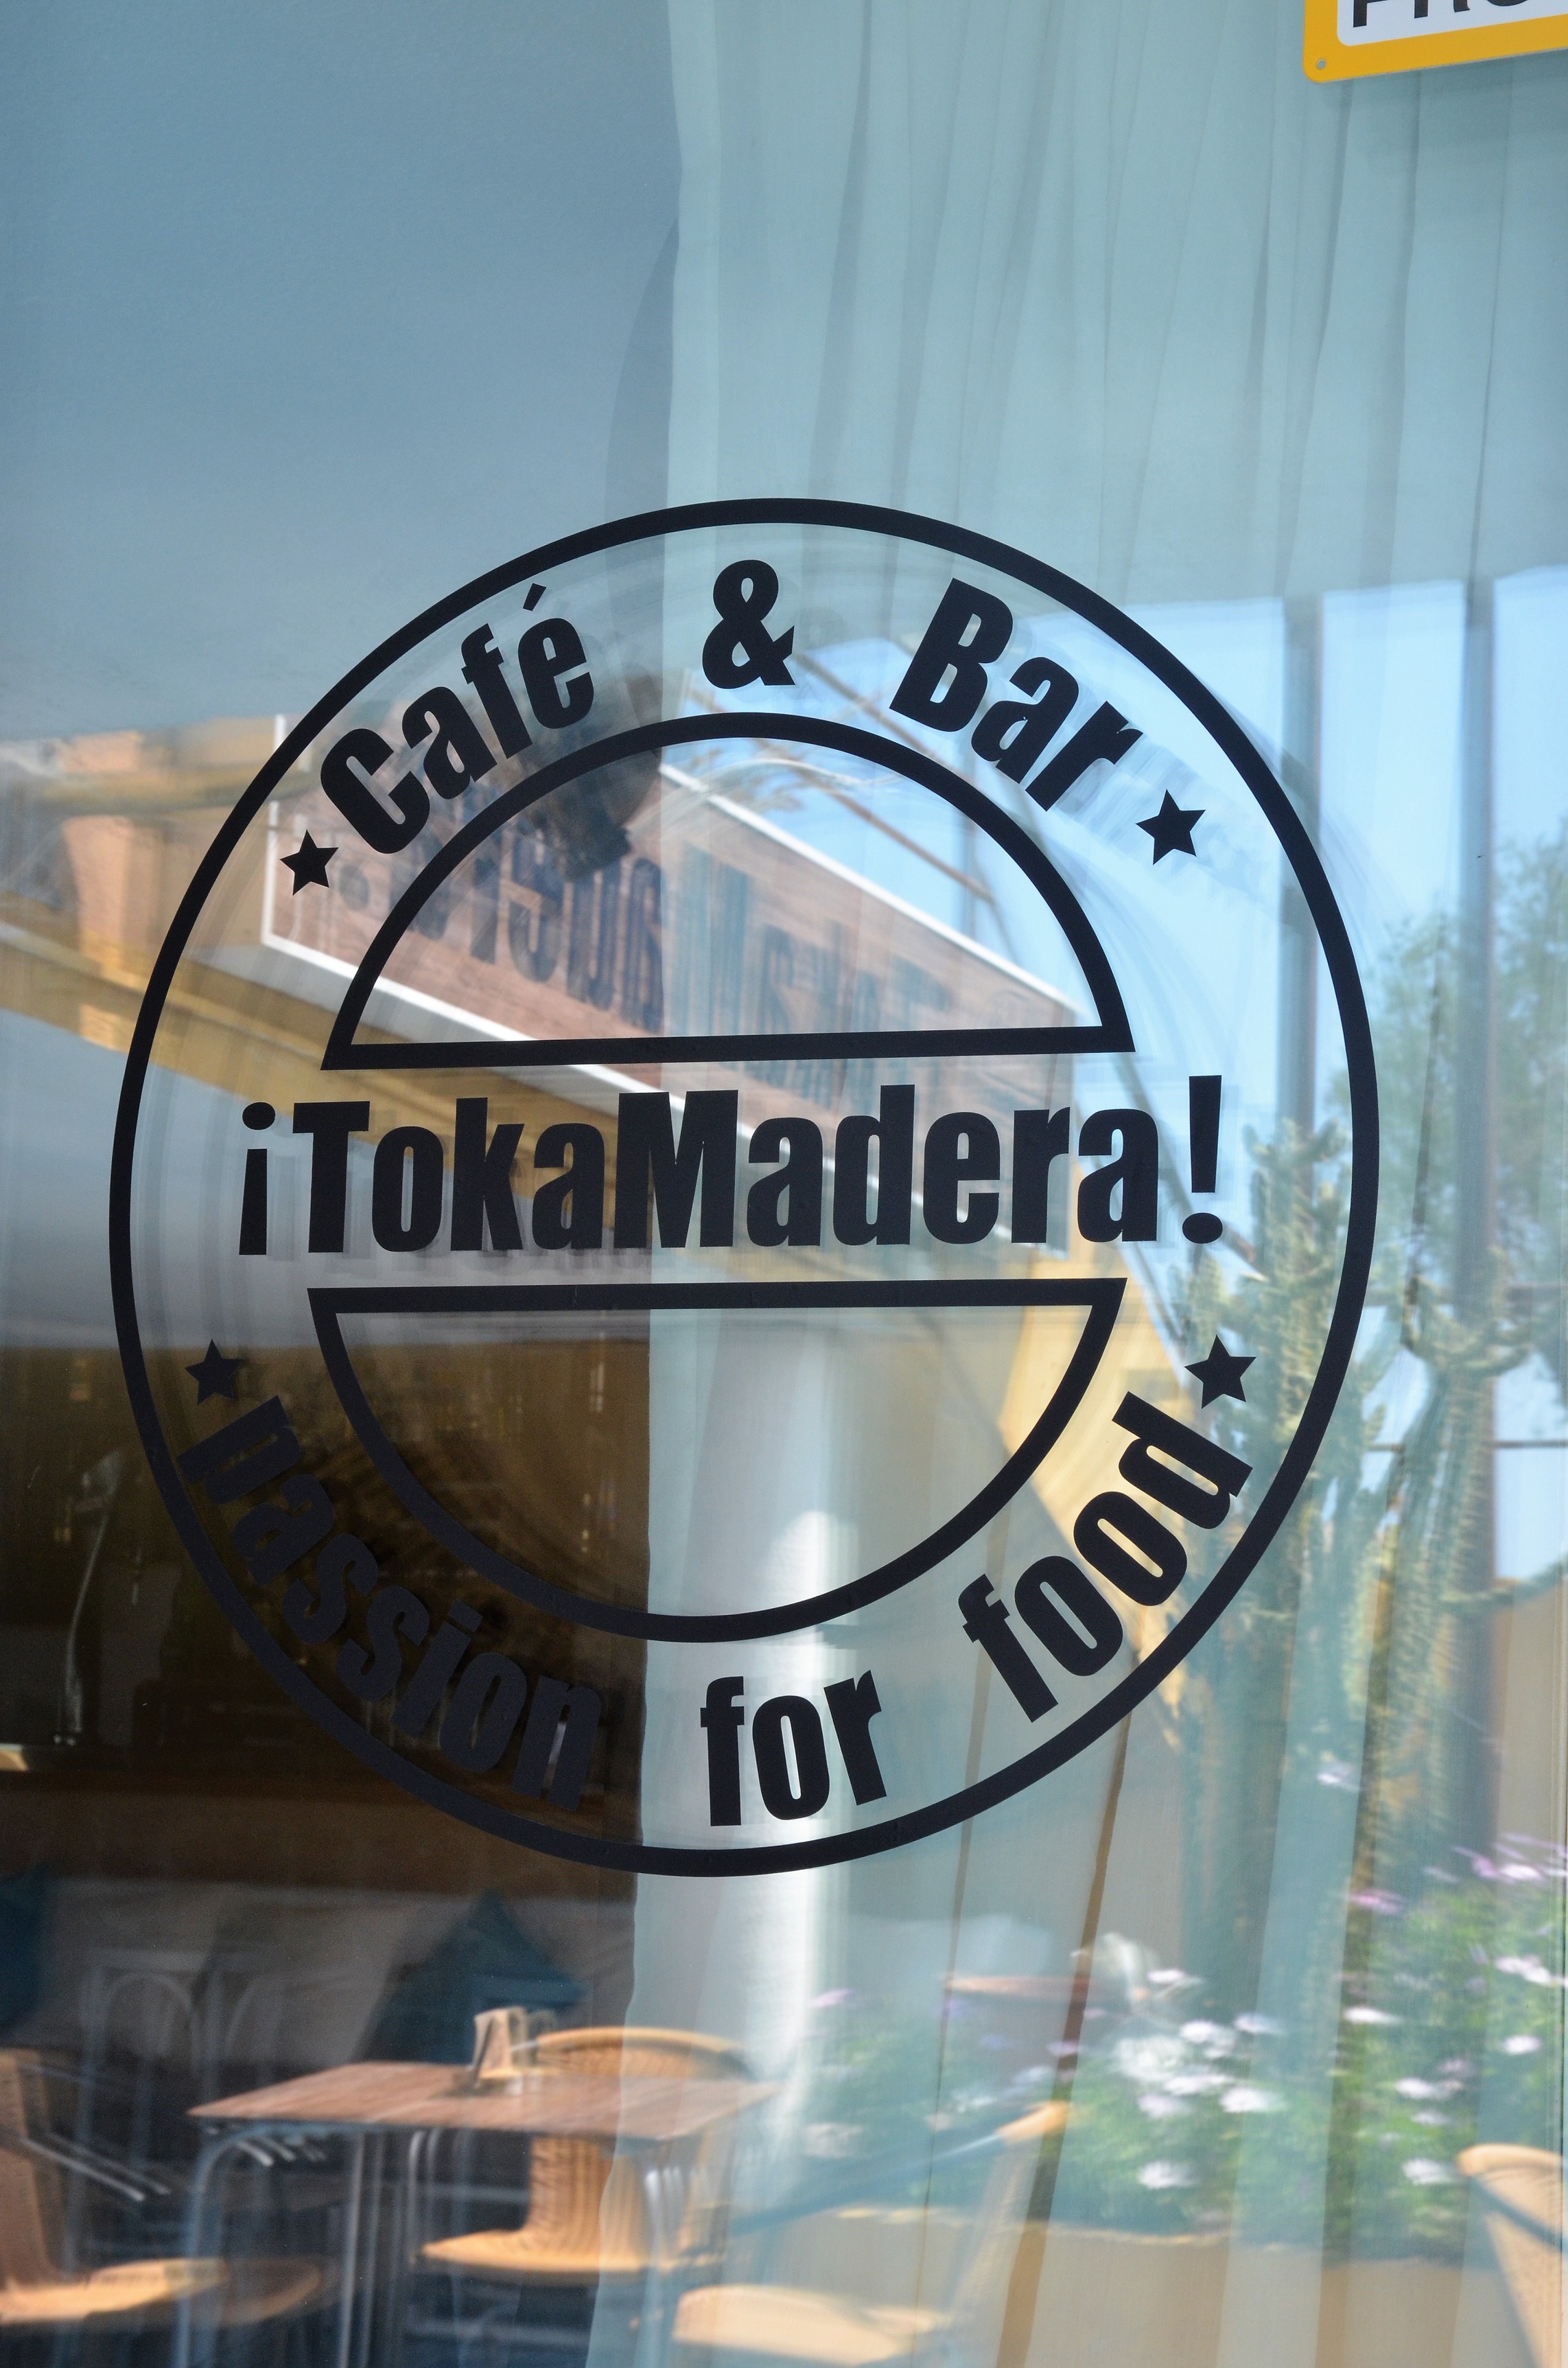 Café & Bar
¡TokaMadera!
passion for food